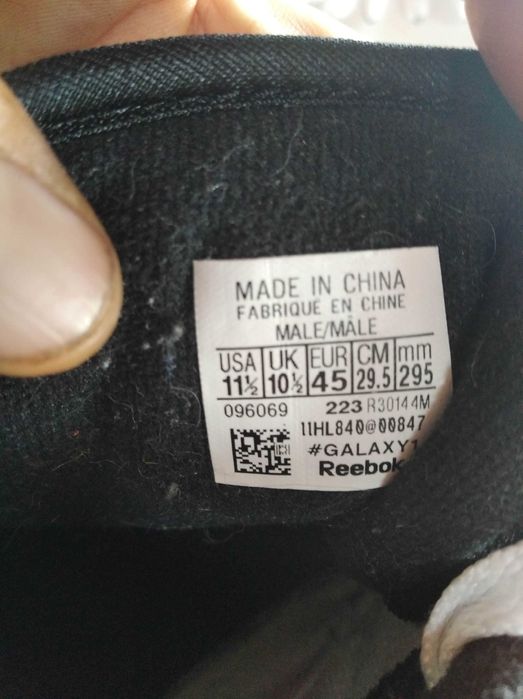 MADE IN CHINA
FABRIQUE EN CHINE
MALE/MÂLE
USA UK EUR CM mm
11½ 10½ 45 29.5 295
096069 223 R30144M
11HL840@00847
#GALAXY1
Reebok